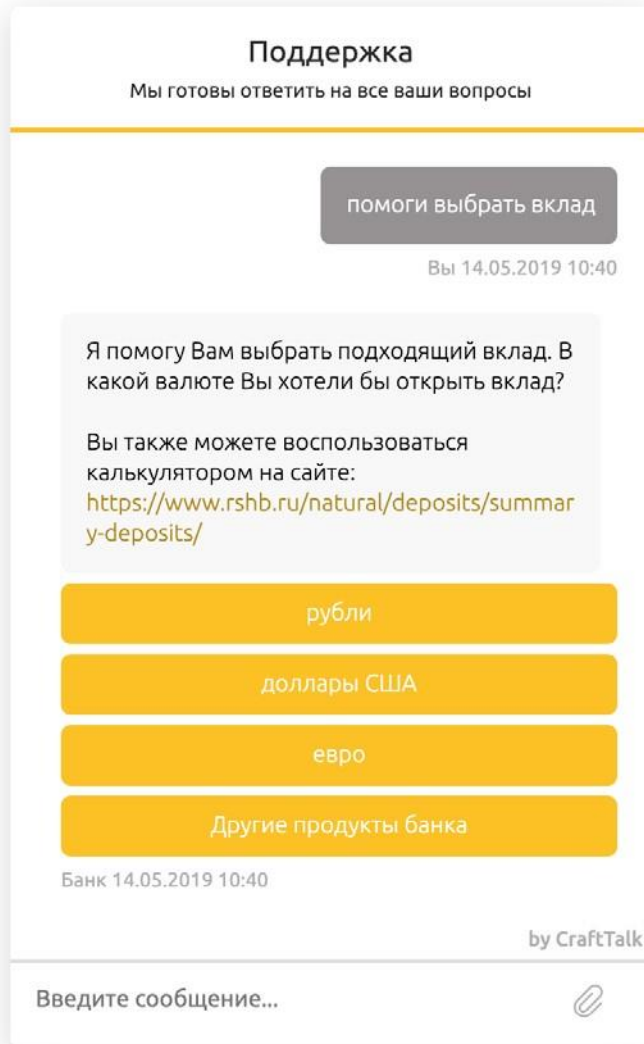 Поддержка
Мы готовы ответить на все ваши вопросы
помоги выбрать вклад
Вы 14.05.2019 10:40
Я помогу Вам выбрать подходящий вклад. В
какой валюте Вы хотели бы открыть вклад?
Вы также можете воспользоваться
калькулятором на сайте:
https://www.rshb.ru/natural/deposits/summar
y-deposits/
рубли
доллары США
евро
Другие продукты банка
Банк 14.05.2019 10:40
by CraftTalk
Введите сообщение...